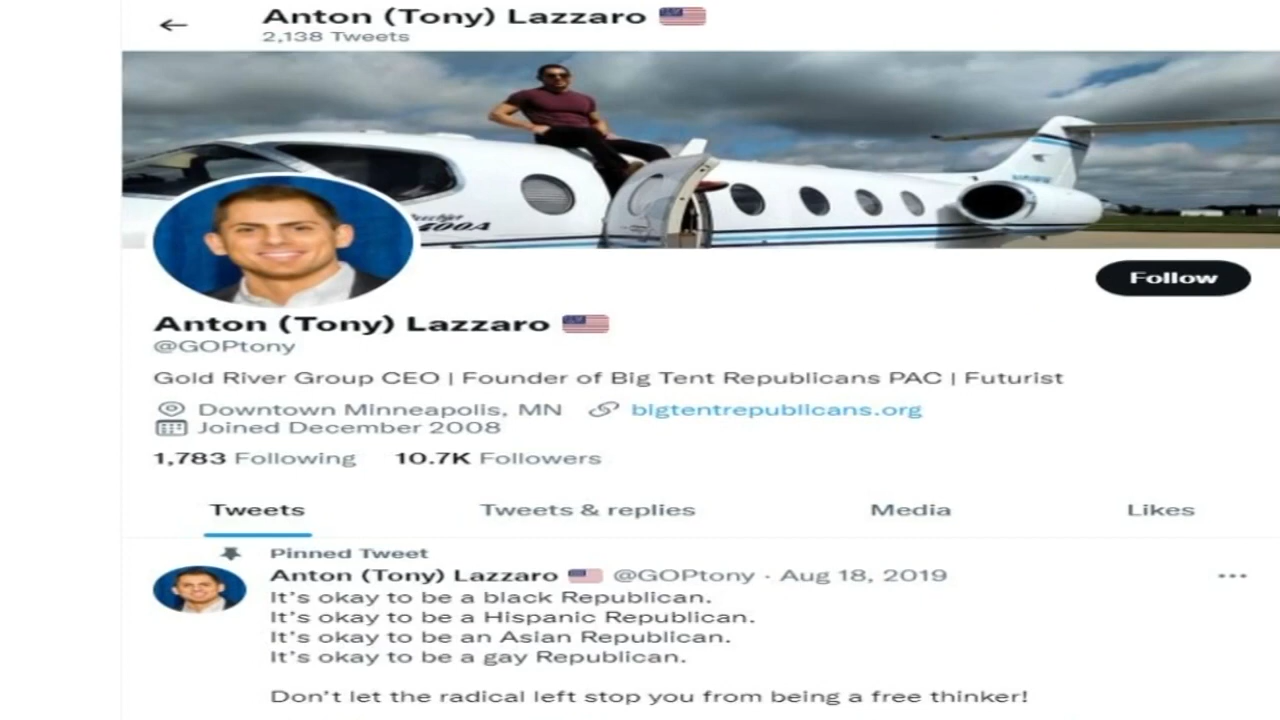 Anton (Tony) Lazzaro
2,138 Tweets
400A
Follow
Anton (Tony) Lazzaro
@GOPtony
Gold River Group CEO | Founder of Big Tent Republicans PAC | Futurist
Downtown Minneapolis, MN bigtentrepublicans.org
Joined December 2008
1,783 Following 10.7K Followers
Tweets Tweets & replies Media Likes
Pinned Tweet
Anton (Tony) Lazzaro @GOPtony · Aug 18, 2019 ...
It's okay to be a black Republican.
It's okay to be a Hispanic Republican.
It's okay to be an Asian Republican.
It's okay to be a gay Republican.
Don't let the radical left stop you from being a free thinker!